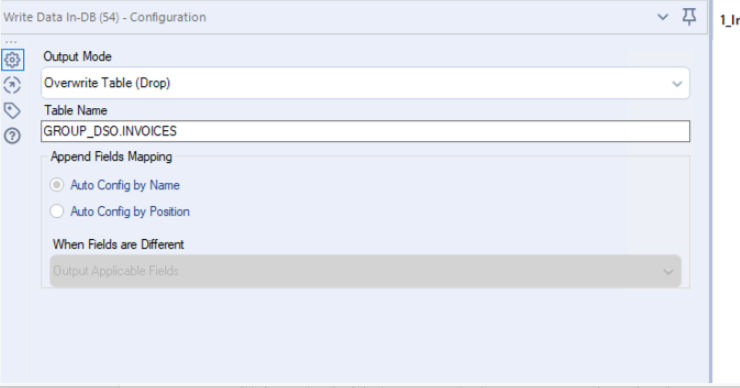 Write Data In-DB (54) - Configuration
1_Ir
Output Mode
Overwrite Table (Drop)
Table Name
GROUP_DSO.INVOICES
Append Fields Mapping
Auto Config by Name
Auto Config by Position
When Fields are Different
Output Applicable Fields